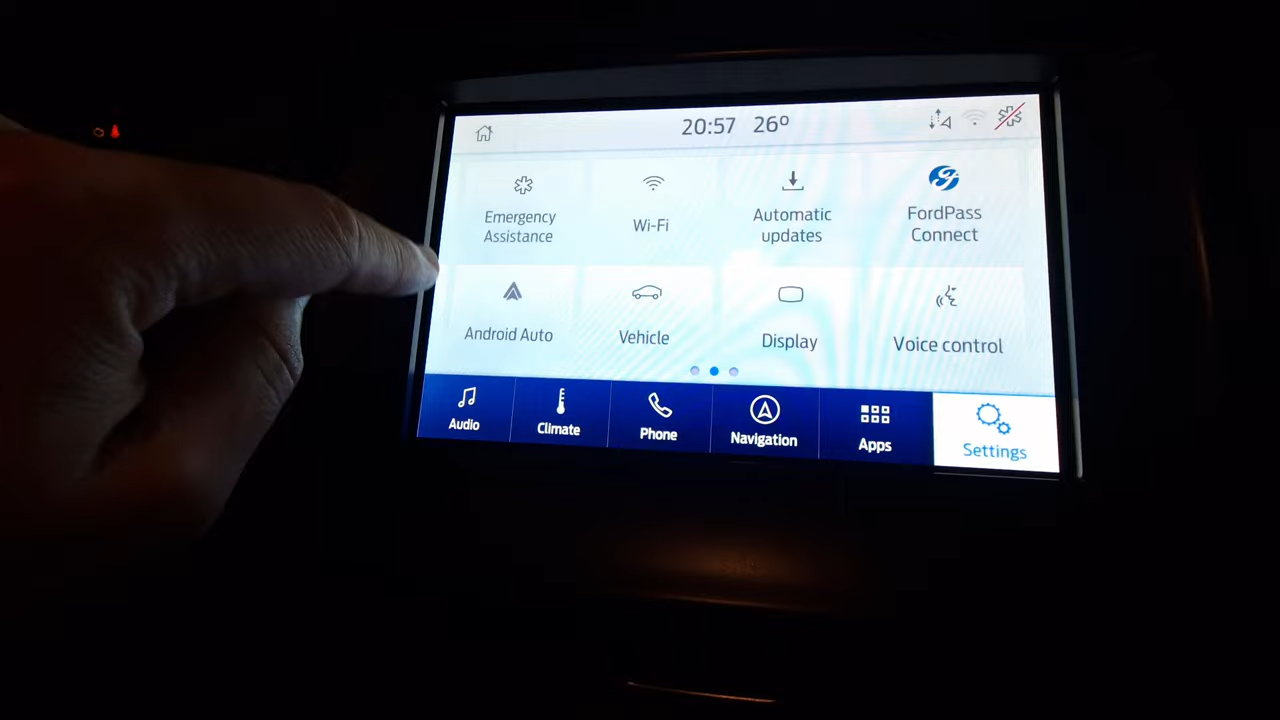 20:57 26º
Emergency
Assistance
Wi-Fi
Automatic
updates
FordPass
Connect
Android Auto
Vehicle
Display
Voice control
Audio
Climate
Phone
Navigation
Apps
Settings